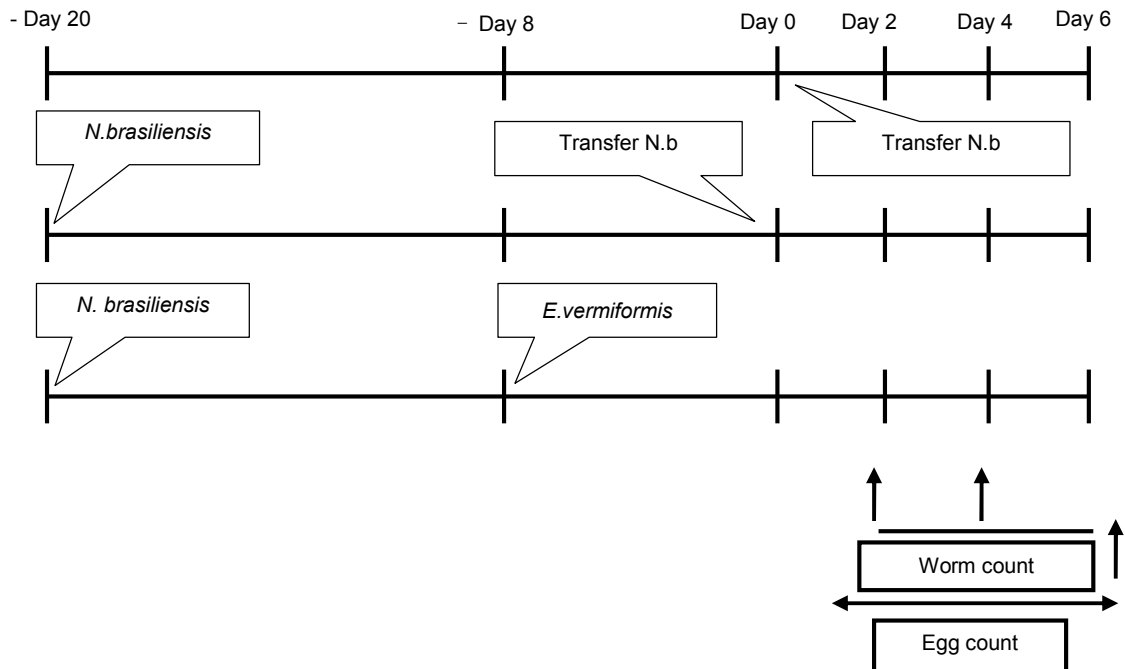 - Day 20
– Day 8
Day 0
Day 2
Day 4
Day 6
N.brasiliensis
Transfer N.b
Transfer N.b
N. brasiliensis
E.vermiformis
Worm count
Egg count